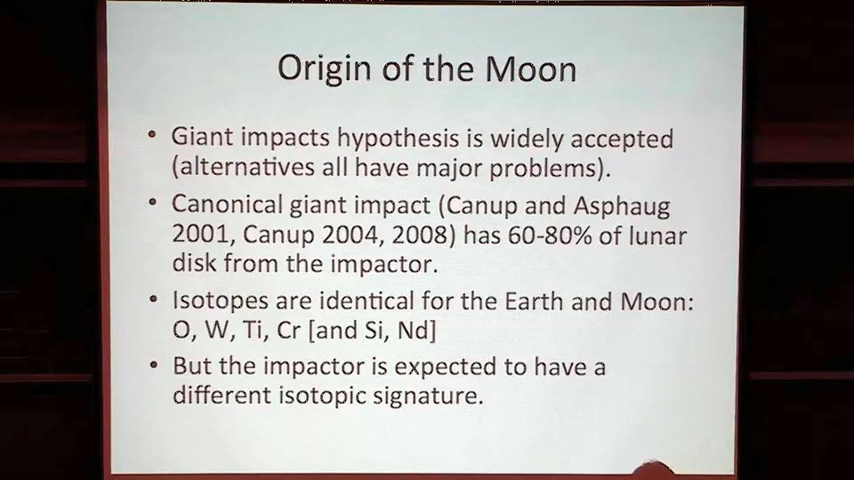 Origin of the Moon
• Giant impacts hypothesis is widely accepted
(alternatives all have major problems).
• Canonical giant impact (Canup and Asphaug
2001, Canup 2004, 2008) has 60-80% of lunar
disk from the impactor.
• Isotopes are identical for the Earth and Moon:
O, W, Ti, Cr [and Si, Nd]
• But the impactor is expected to have a
different isotopic signature.